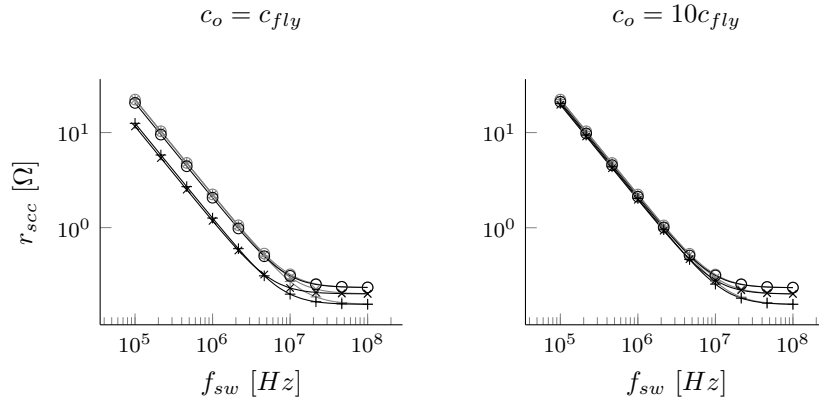 c_o = c_{fly}
c_o = 10c_{fly}
r_{scc} [Ω]
10^1
10^0
10^5 10^6 10^7 10^8
f_{sw} [Hz]
10^1
10^0
10^5 10^6 10^7 10^8
f_{sw} [Hz]